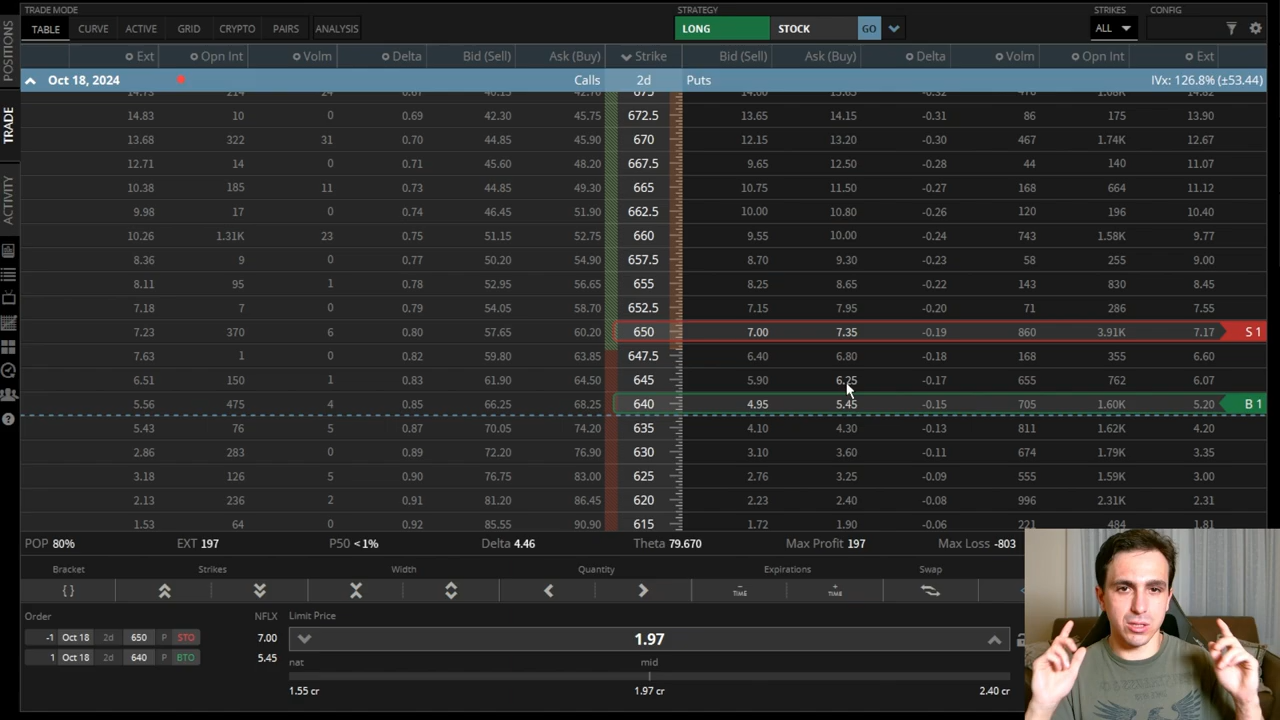 TRADE MODE STRATEGY STRIKES CONFIG
TABLE CURVE ACTIVE GRID CRYPTO PAIRS ANALYSIS LONG STOCK GO ALL
POSITIONS
TRADE
ACTIVITY
Ext Opn Int Volm Delta Bid (Sell) Ask (Buy) Strike Bid (Sell) Ask (Buy) Delta Volm Opn Int Ext
Oct 18, 2024 Calls 2d Puts IVx: 126.8% (±53.44)
14.83 10 0 0.69 42.30 45.75 672.5 13.65 14.15 -0.31 86 175 13.90
13.68 322 31 0.70 44.85 45.90 670 12.15 13.20 -0.30 467 1.74K 12.67
12.71 14 0 0.71 45.60 48.20 667.5 9.65 12.50 -0.28 44 140 11.07
10.38 185 11 0.73 44.85 49.30 665 10.75 11.50 -0.27 168 664 11.12
9.98 17 0 0.74 46.45 51.90 662.5 10.00 10.80 -0.26 120 196 10.40
10.26 1.31K 23 0.75 51.15 52.75 660 9.55 10.00 -0.24 743 1.58K 9.77
8.36 9 0 0.77 50.20 54.90 657.5 8.70 9.30 -0.23 58 255 9.00
8.11 95 1 0.78 52.95 56.65 655 8.25 8.65 -0.22 143 830 8.45
7.18 7 0 0.79 54.05 58.70 652.5 7.15 7.95 -0.20 71 286 7.55
7.23 370 6 0.80 57.65 60.20 650 7.00 7.35 -0.19 860 3.91K 7.17 S 1
7.63 1 0 0.82 59.80 63.85 647.5 6.40 6.80 -0.18 168 355 6.60
6.51 150 1 0.83 61.90 64.50 645 5.90 6.25 -0.17 655 762 6.07
5.56 475 4 0.85 66.25 68.25 640 4.95 5.45 -0.15 705 1.60K 5.20 B 1
5.43 76 5 0.87 70.05 74.20 635 4.10 4.30 -0.13 811 1.62K 4.20
2.86 283 0 0.89 72.20 76.90 630 3.10 3.60 -0.11 674 1.79K 3.35
3.18 126 5 0.90 76.75 83.00 625 2.76 3.25 -0.10 555 1.59K 3.00
2.13 236 2 0.91 81.20 86.45 620 2.23 2.40 -0.08 996 2.31K 2.31
1.53 64 0 0.92 85.55 90.90 615 1.72 1.90 -0.06 221 484 1.81
POP 80% EXT 197 P50 <1% Delta 4.46 Theta 79.670 Max Profit 197 Max Loss -803
Bracket Strikes Width Quantity Expirations Swap
TIME TIME
Order NFLX Limit Price
-1 Oct 18 2d 650 P STO 7.00 1.97
1 Oct 18 2d 640 P BTO 5.45
nat mid
1.55 cr 1.97 cr 2.40 cr